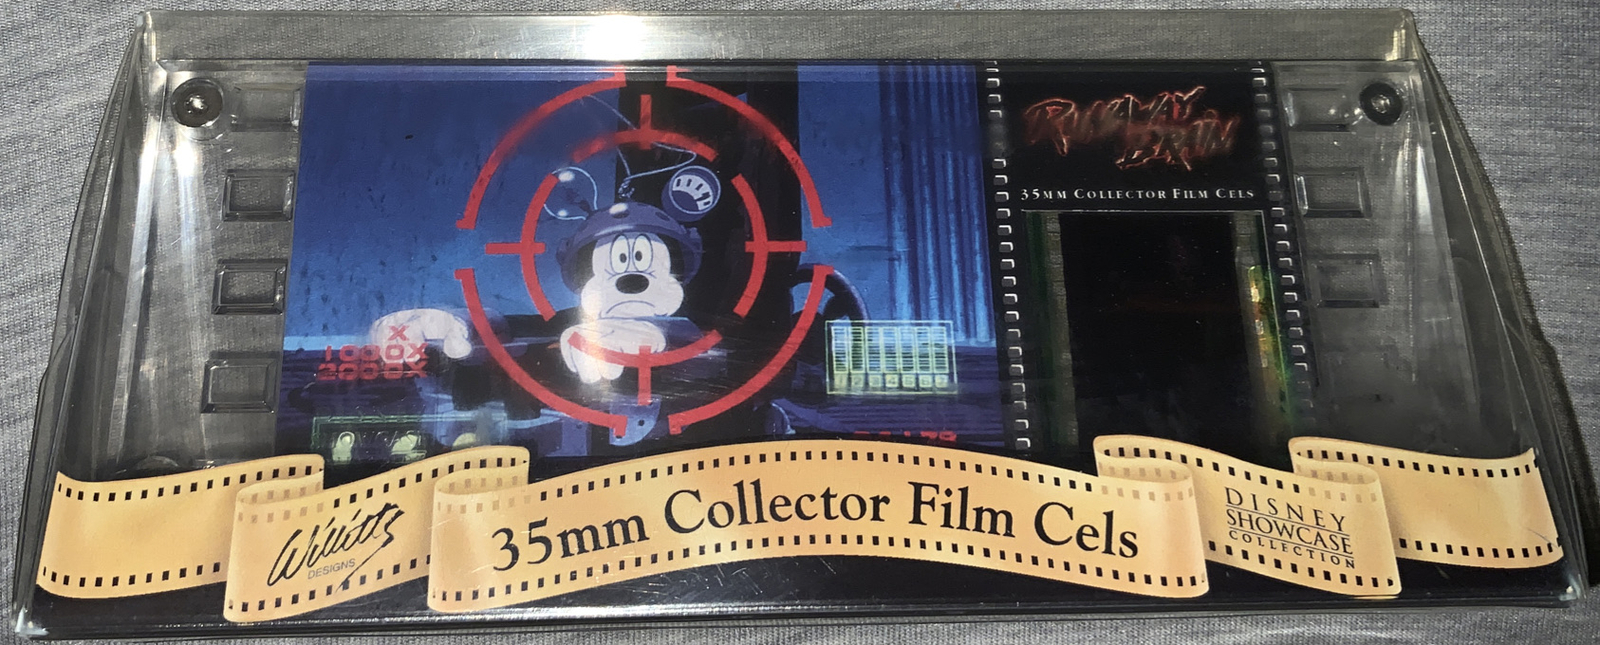 RUNAWAY
BRAIN
35MM COLLECTOR FILM CELS
X
1000X
2000X
Willitts
DESIGNS
35mm Collector Film Cels
DISNEY
SHOWCASE
COLLECTION